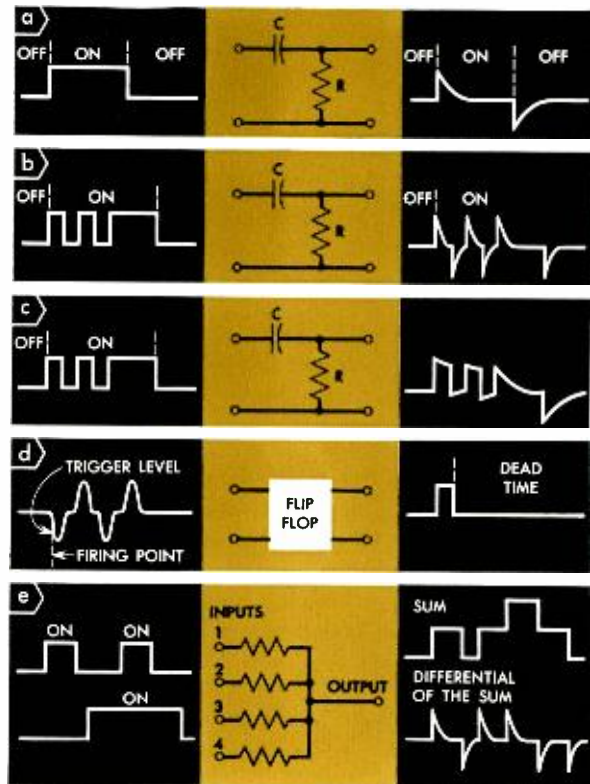 a
OFF ON OFF
C
R
OFF ON OFF
b
OFF ON
C
R
OFF ON
c
OFF ON
C
R
d
TRIGGER LEVEL
FIRING POINT
FLIP
FLOP
DEAD
TIME
e
ON ON
ON
INPUTS
1
2
3
4
OUTPUT
SUM
DIFFERENTIAL
OF THE SUM